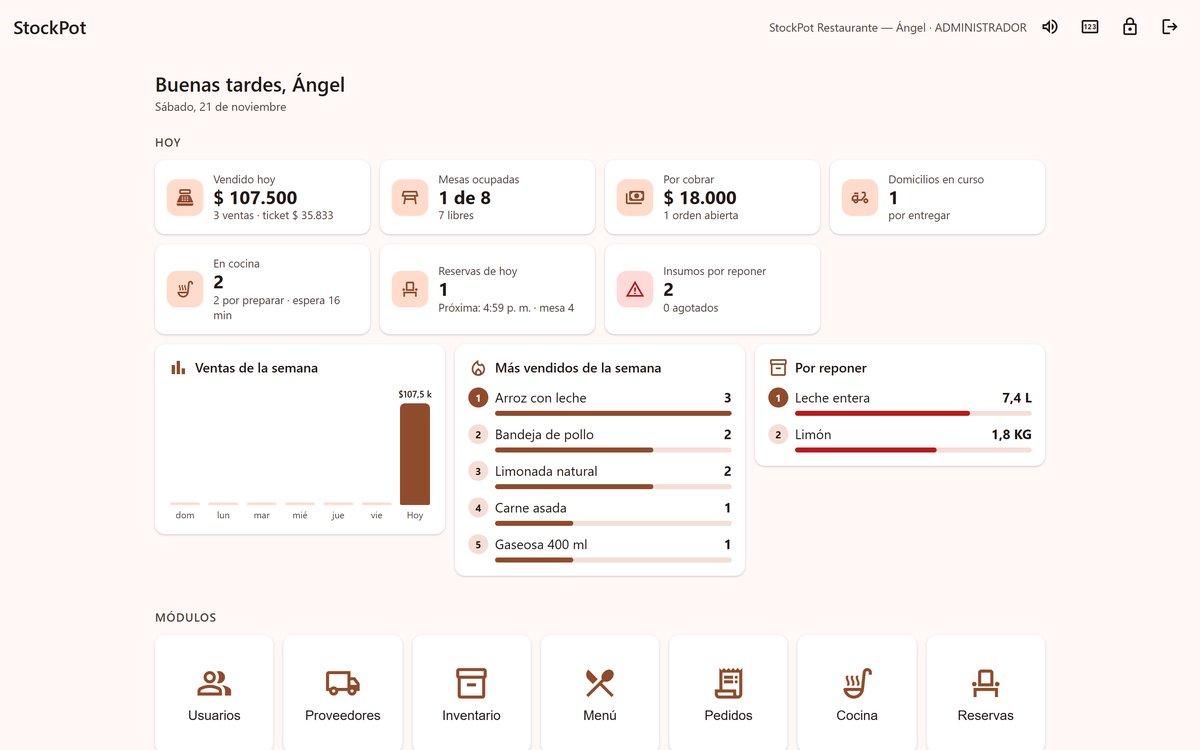 StockPot
StockPot Restaurante — Ángel · ADMINISTRADOR
123
Buenas tardes, Ángel
Sábado, 21 de noviembre
HOY
Vendido hoy
$ 107.500
3 ventas · ticket $ 35.833
Mesas ocupadas
1 de 8
7 libres
Por cobrar
$ 18.000
1 orden abierta
Domicilios en curso
1
por entregar
En cocina
2
2 por preparar · espera 16
min
Reservas de hoy
1
Próxima: 4:59 p. m. · mesa 4
Insumos por reponer
2
0 agotados
Ventas de la semana
$107,5 k
dom lun mar mié jue vie Hoy
Más vendidos de la semana
1 Arroz con leche 3
2 Bandeja de pollo 2
3 Limonada natural 2
4 Carne asada 1
5 Gaseosa 400 ml 1
Por reponer
1 Leche entera 7,4 L
2 Limón 1,8 KG
MÓDULOS
Usuarios
Proveedores
Inventario
Menú
Pedidos
Cocina
Reservas